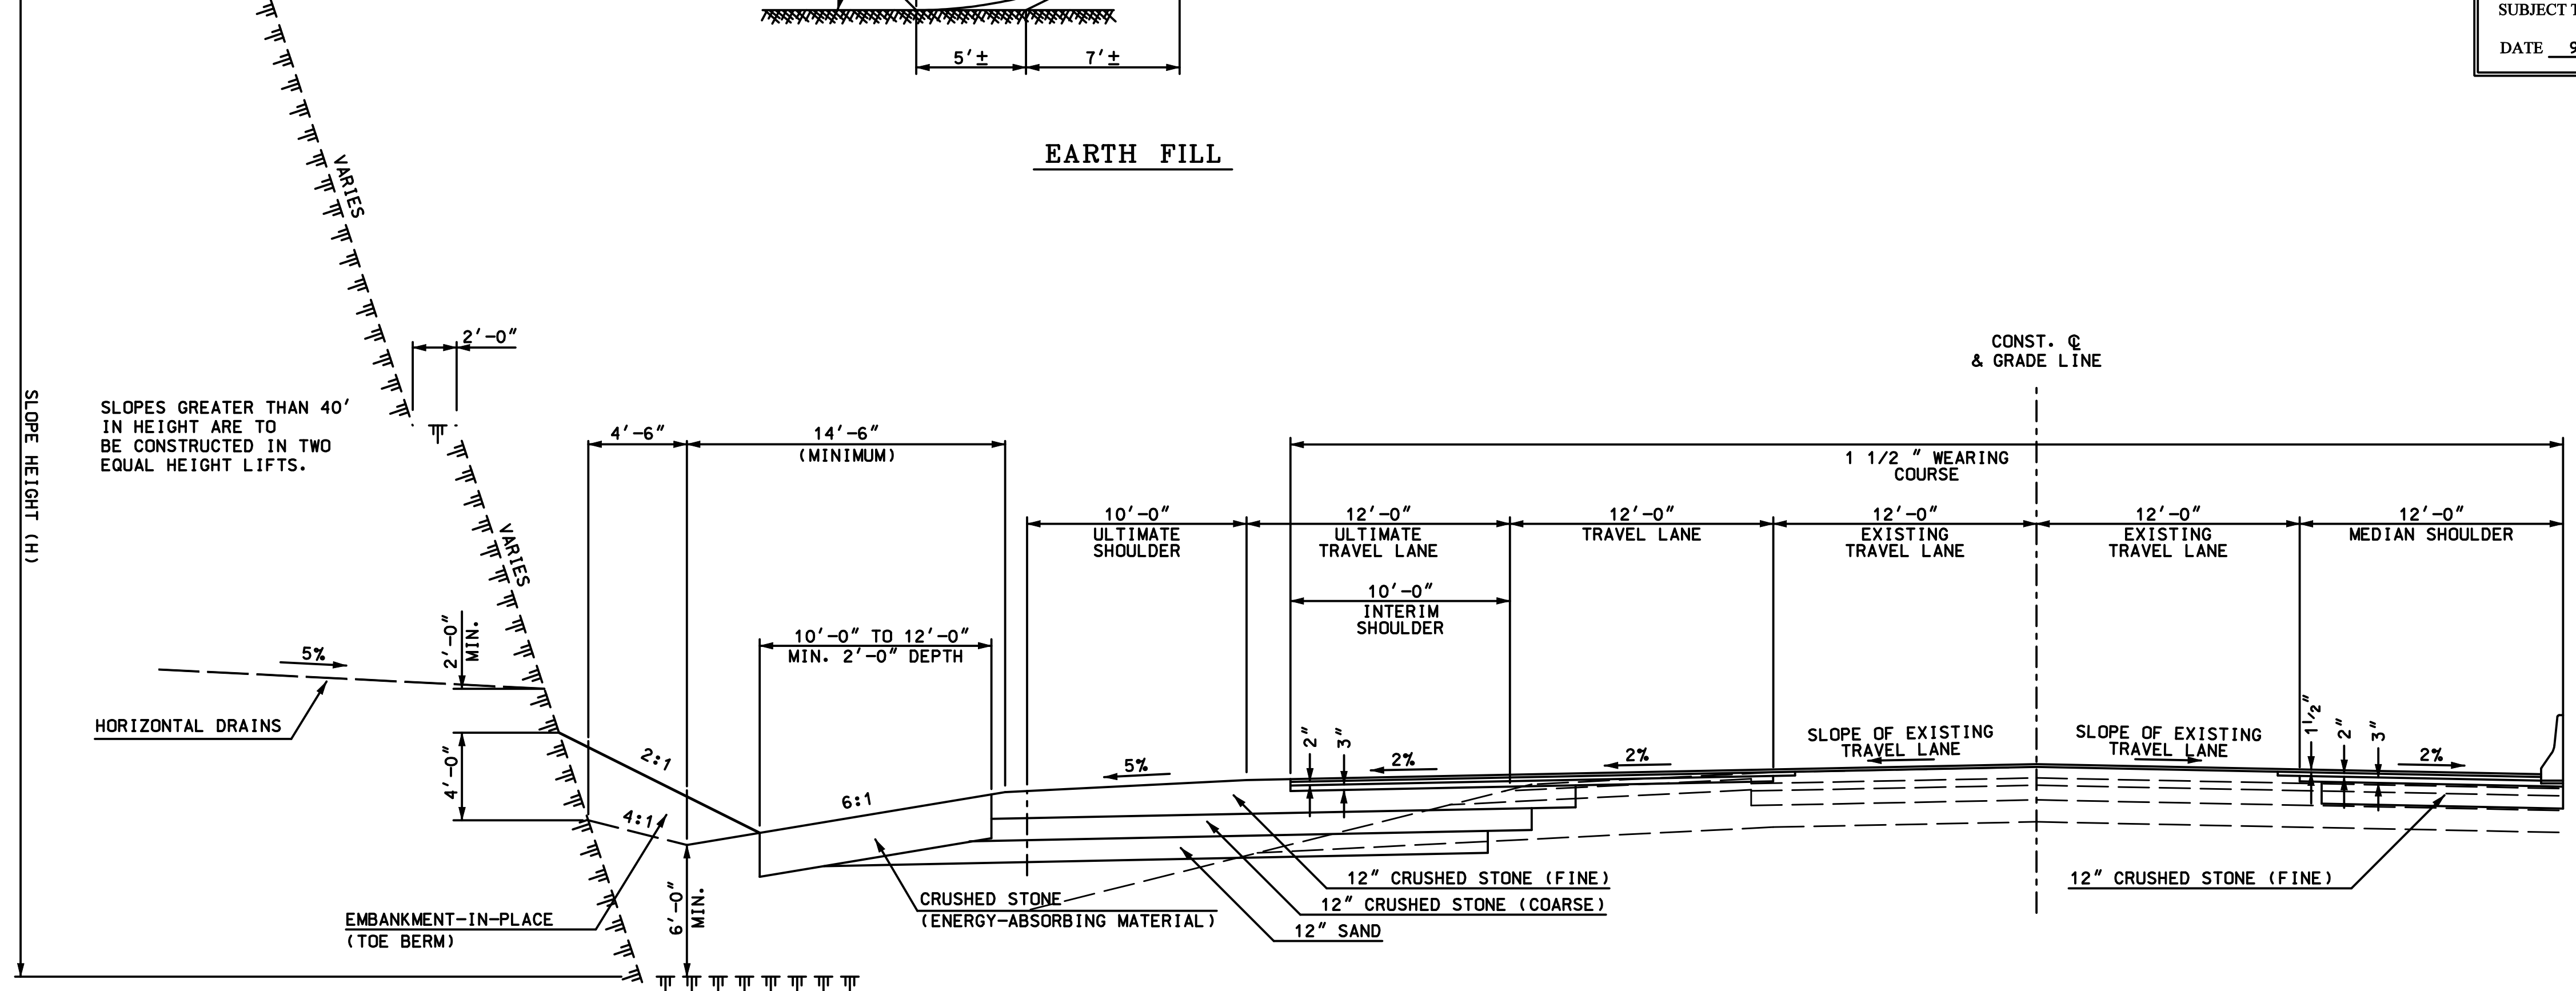 SUBJECT T
DATE 9
5'±
7'±
EARTH FILL
VARIES
2'-0"
CONST. ℄
& GRADE LINE
SLOPE HEIGHT (H)
SLOPES GREATER THAN 40'
IN HEIGHT ARE TO
BE CONSTRUCTED IN TWO
EQUAL HEIGHT LIFTS.
4'-6"
14'-6"
(MINIMUM)
1 1/2 " WEARING
COURSE
VARIES
10'-0"
ULTIMATE
SHOULDER
12'-0"
ULTIMATE
TRAVEL LANE
12'-0"
TRAVEL LANE
12'-0"
EXISTING
TRAVEL LANE
12'-0"
EXISTING
TRAVEL LANE
12'-0"
MEDIAN SHOULDER
10'-0"
INTERIM
SHOULDER
10'-0" TO 12'-0"
MIN. 2'-0" DEPTH
5%
2'-0"
MIN.
HORIZONTAL DRAINS
4'-0"
2:1
4:1
6:1
5%
2"
3"
2%
2%
SLOPE OF EXISTING
TRAVEL LANE
SLOPE OF EXISTING
TRAVEL LANE
1 1/2"
2"
3"
2%
6'-0"
MIN.
EMBANKMENT-IN-PLACE
(TOE BERM)
CRUSHED STONE
(ENERGY-ABSORBING MATERIAL)
12" CRUSHED STONE (FINE)
12" CRUSHED STONE (COARSE)
12" SAND
12" CRUSHED STONE (FINE)